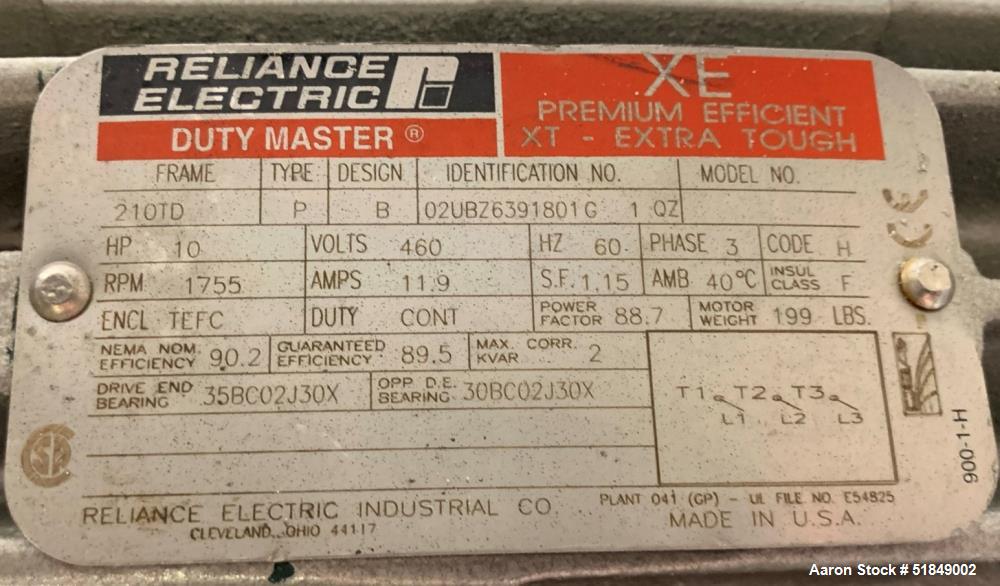 RELIANCE ELECTRIC
DUTY MASTER ®
XE
PREMIUM EFFICIENT
XT - EXTRA TOUGH
FRAME TYPE DESIGN IDENTIFICATION NO. MODEL NO.
210TD P B 02UBZ6391801G 1 QZ
HP 10 VOLTS 460 HZ 60 PHASE 3 CODE H
RPM 1755 AMPS 11.9 S.F. 1.15 AMB 40°C INSUL CLASS F
ENCL TEFC DUTY CONT POWER FACTOR 88.7 MOTOR WEIGHT 199 LBS.
NEMA NOM. EFFICIENCY 90.2 GUARANTEED EFFICIENCY 89.5 MAX. CORR. KVAR 2
DRIVE END BEARING 35BC02J30X OPP D.E. BEARING 30BC02J30X
T1 T2 T3
L1 L2 L3
CE
900-1-H
RELIANCE ELECTRIC INDUSTRIAL CO
CLEVELAND, OHIO 44117
PLANT 041 (GP) - UL FILE NO. E54825
MADE IN U.S.A.
Aaron Stock # 51849002